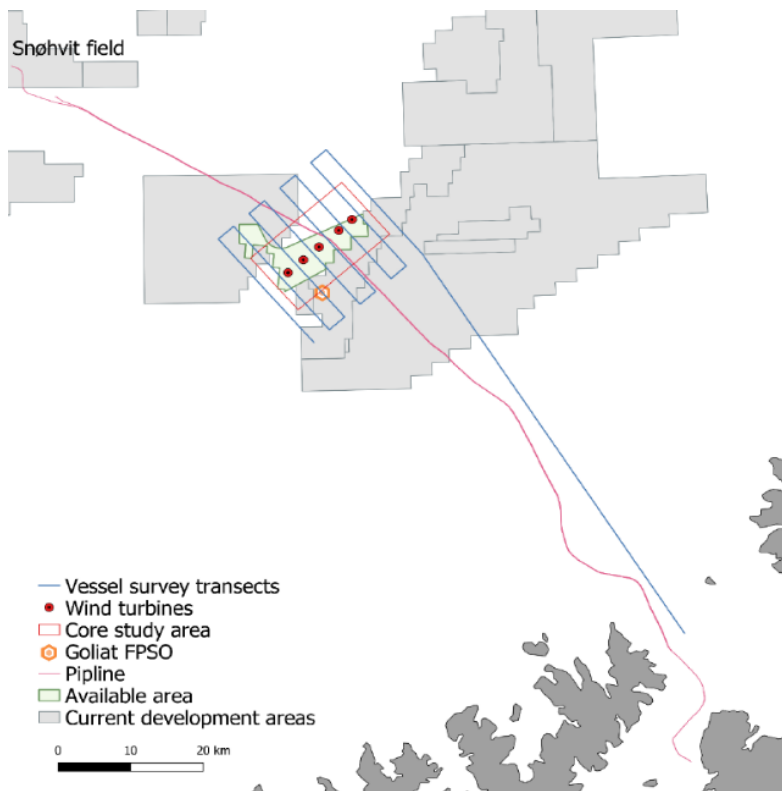 Snøhvit field
Vessel survey transects
Wind turbines
Core study area
Goliat FPSO
Pipline
Available area
Current development areas
0 10 20 km